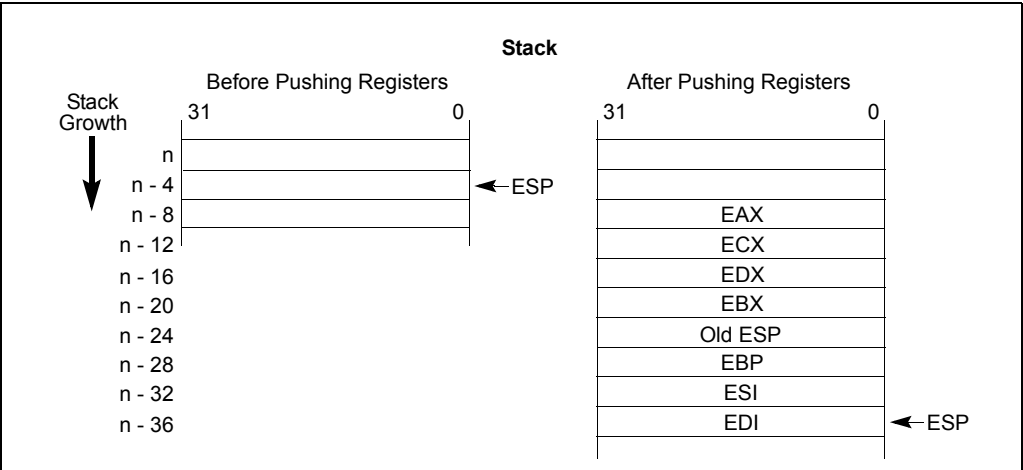 Stack
Before Pushing Registers
After Pushing Registers
Stack
Growth
31 0
31 0
n
n - 4 ESP
n - 8 EAX
n - 12 ECX
n - 16 EDX
n - 20 EBX
n - 24 Old ESP
n - 28 EBP
n - 32 ESI
n - 36 EDI ESP